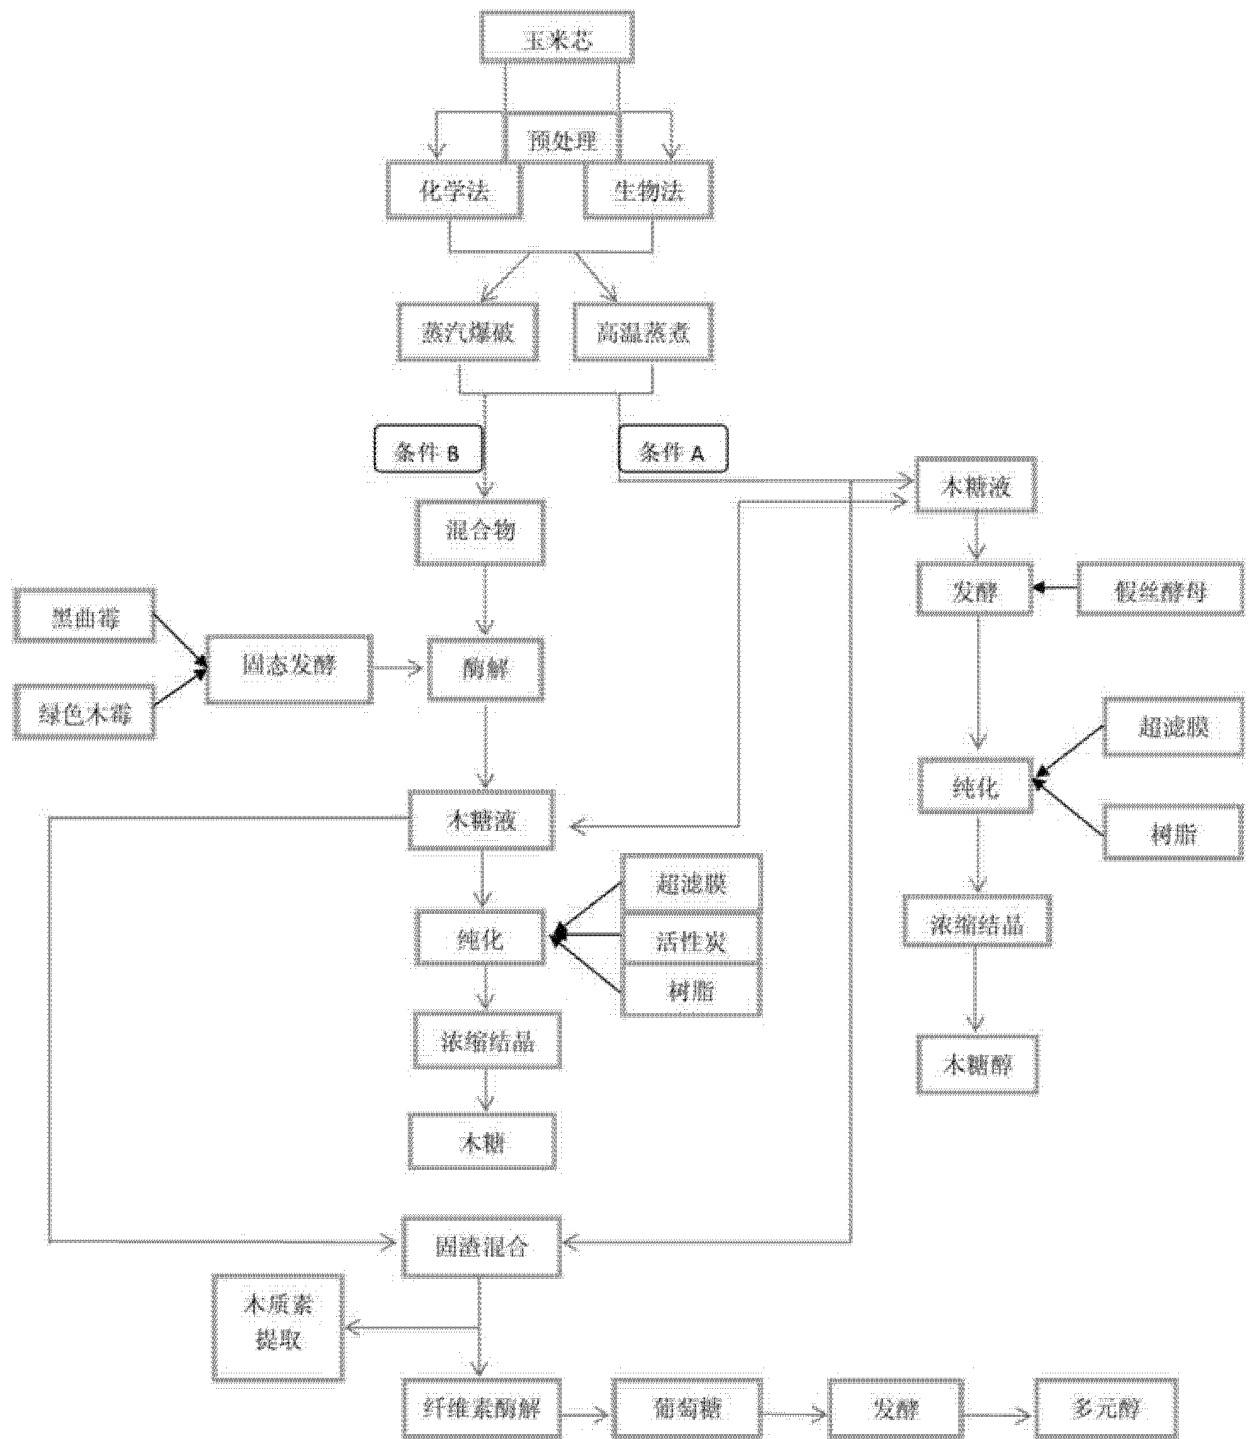 玉米芯
预处理
化学法
生物法
蒸汽爆破
高温蒸煮
条件 B
条件 A
木糖液
混合物
发酵
假丝酵母
黑曲霉
固态发酵
酶解
绿色木霉
超滤膜
纯化
树脂
木糖液
超滤膜
纯化
活性炭
树脂
浓缩结晶
浓缩结晶
木糖醇
木糖
固渣混合
木质素
提取
纤维素酶解
葡萄糖
发酵
多元醇